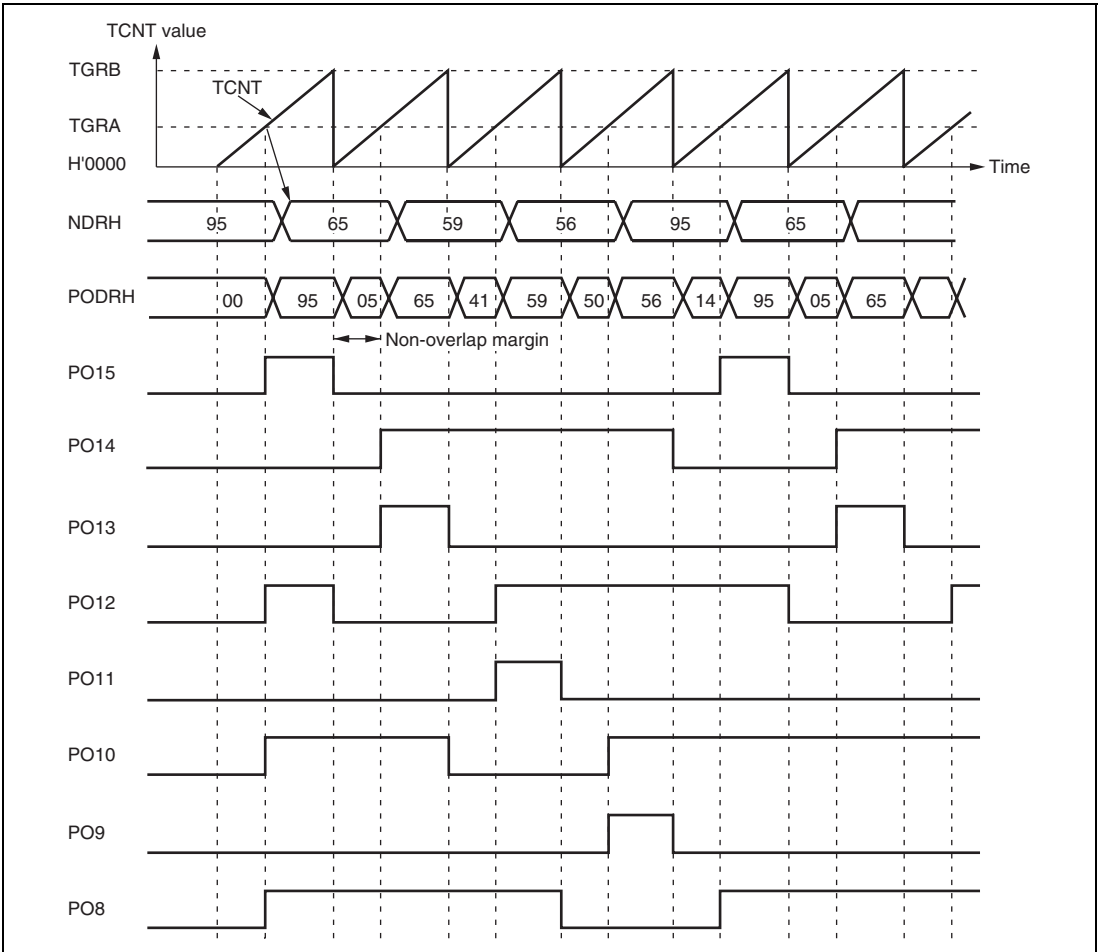 TCNT value
TGRB
TCNT
TGRA
H'0000
Time
NDRH 95 65 59 56 95 65
PODRH 00 95 05 65 41 59 50 56 14 95 05 65
Non-overlap margin
PO15
PO14
PO13
PO12
PO11
PO10
PO9
PO8